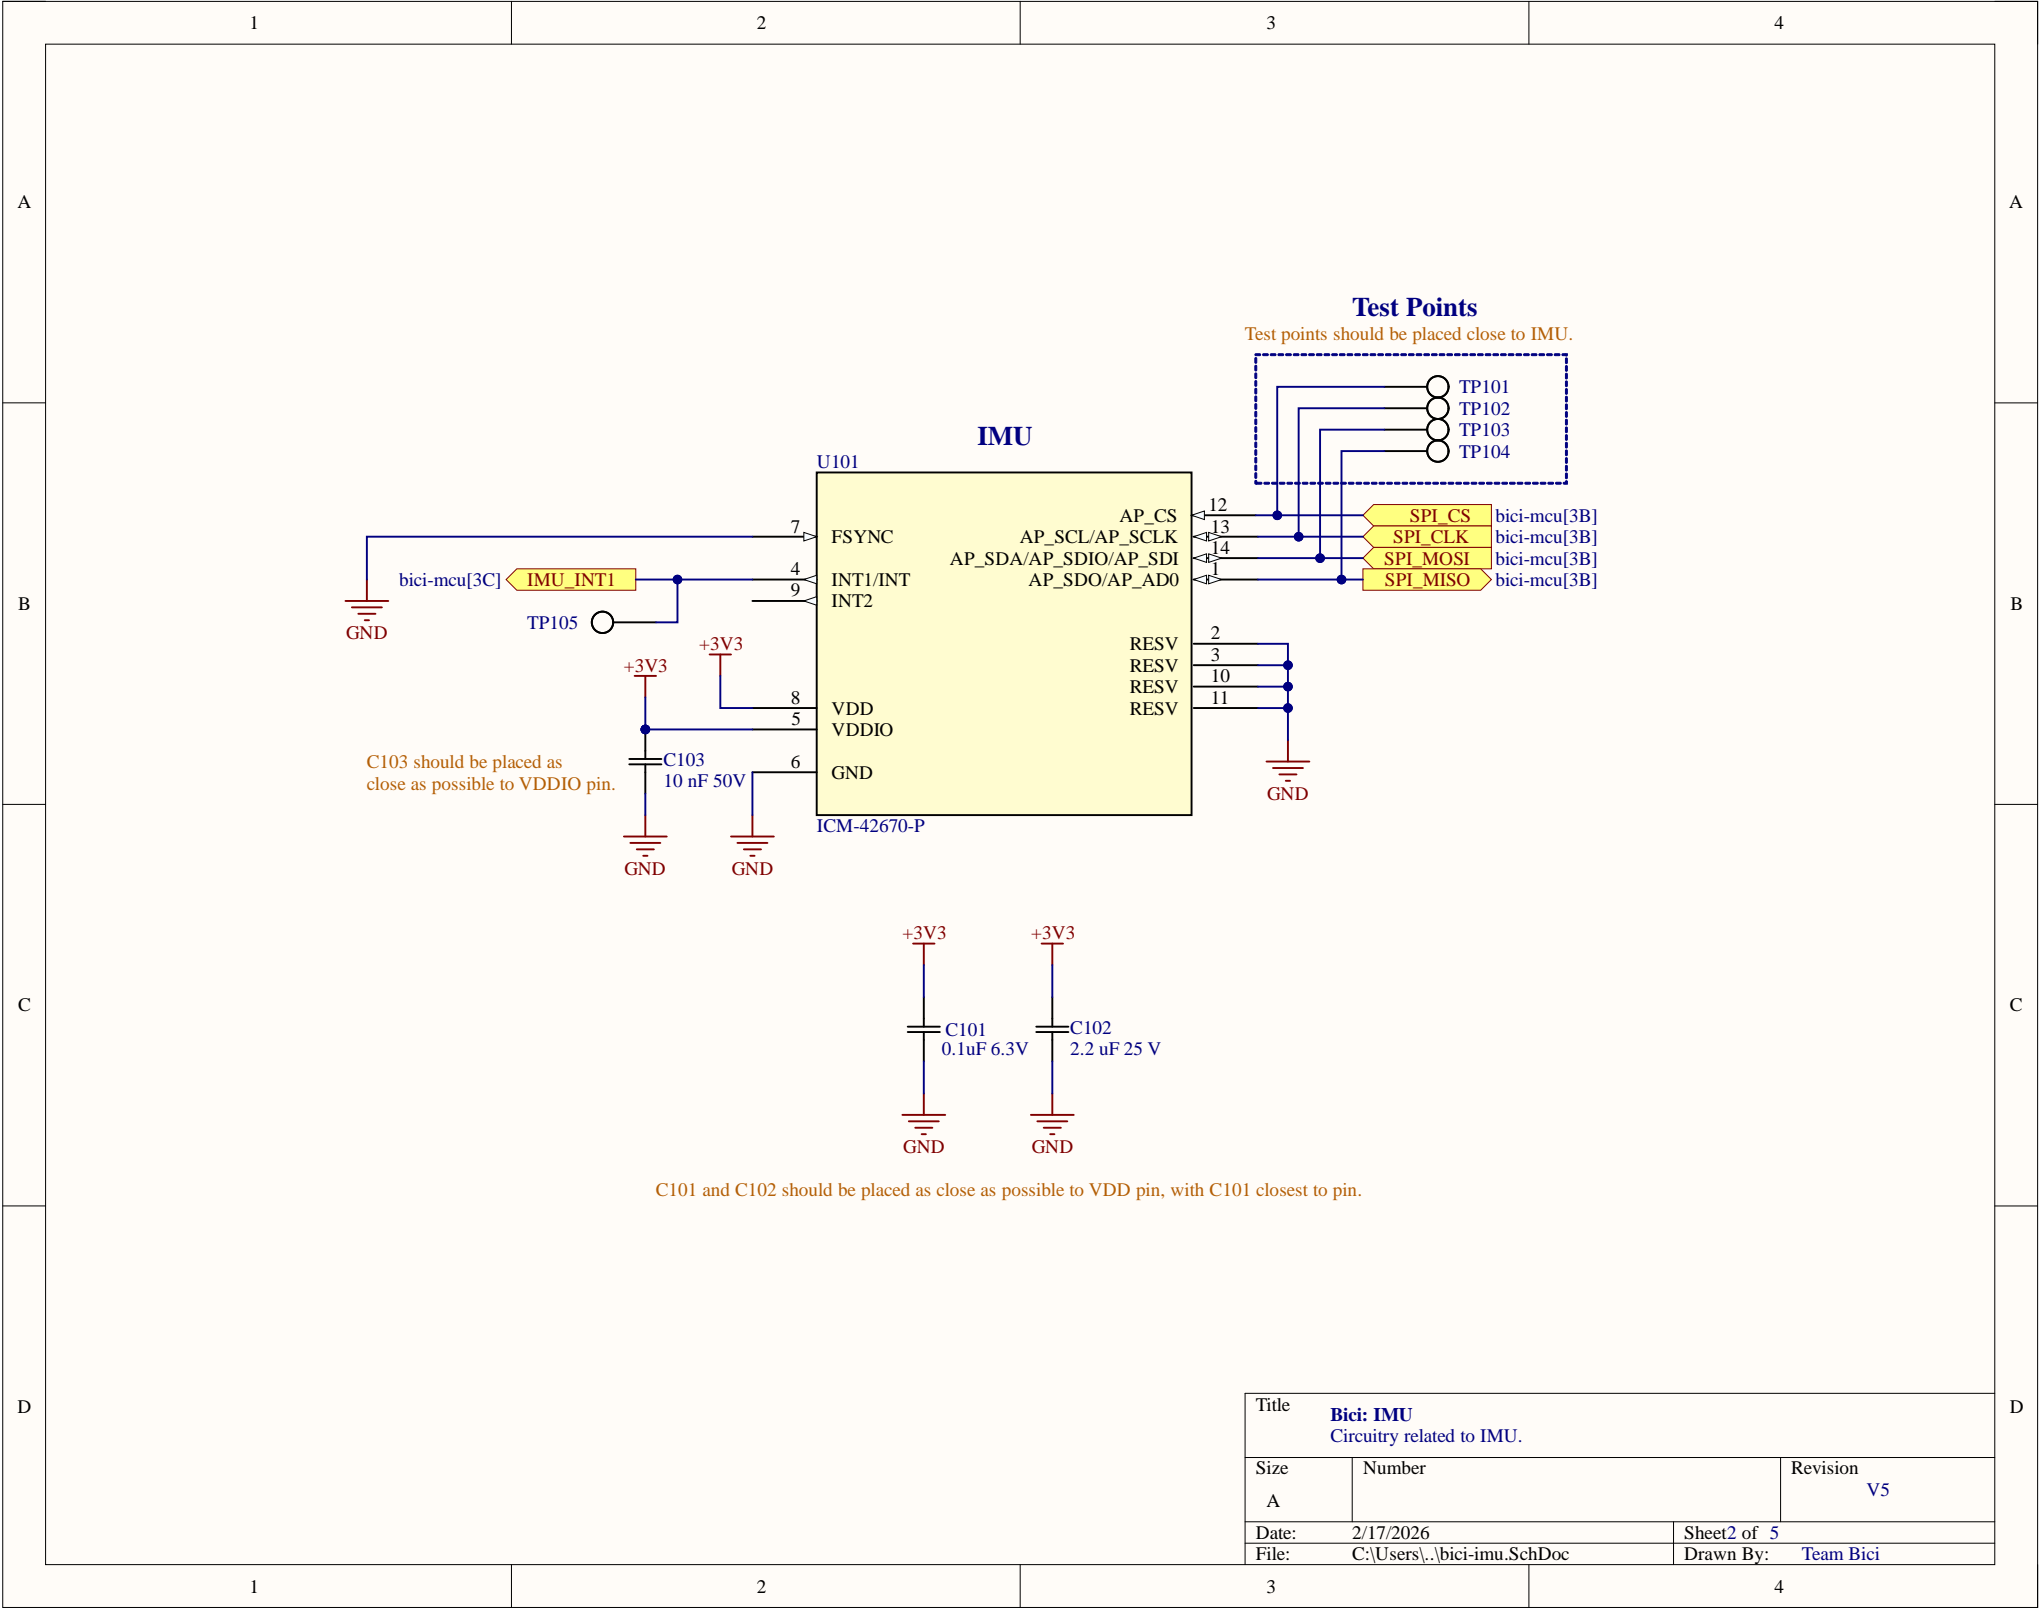 1 2 3 4
A A
Test Points
Test points should be placed close to IMU.
TP101
TP102
TP103
TP104
IMU
U101
12 AP_CS SPI_CS bici-mcu[3B]
7 FSYNC AP_SCL/AP_SCLK 13 SPI_CLK bici-mcu[3B]
AP_SDA/AP_SDIO/AP_SDI 14 SPI_MOSI bici-mcu[3B]
bici-mcu[3C] IMU_INT1 4 INT1/INT AP_SDO/AP_AD0 1 SPI_MISO bici-mcu[3B]
9 INT2
B B
TP105
GND
+3V3
+3V3
RESV 2
RESV 3
RESV 10
8 VDD RESV 11
5 VDDIO
C103 should be placed as
close as possible to VDDIO pin.
C103
10 nF 50V
6 GND
GND
ICM-42670-P
GND GND
+3V3 +3V3
C C
C101 C102
0.1uF 6.3V 2.2 uF 25 V
GND GND
C101 and C102 should be placed as close as possible to VDD pin, with C101 closest to pin.
D D
Title Bici: IMU
Circuitry related to IMU.
Size Number Revision
A V5
Date: 2/17/2026 Sheet2 of 5
File: C:\Users\..\bici-imu.SchDoc Drawn By: Team Bici
1 2 3 4